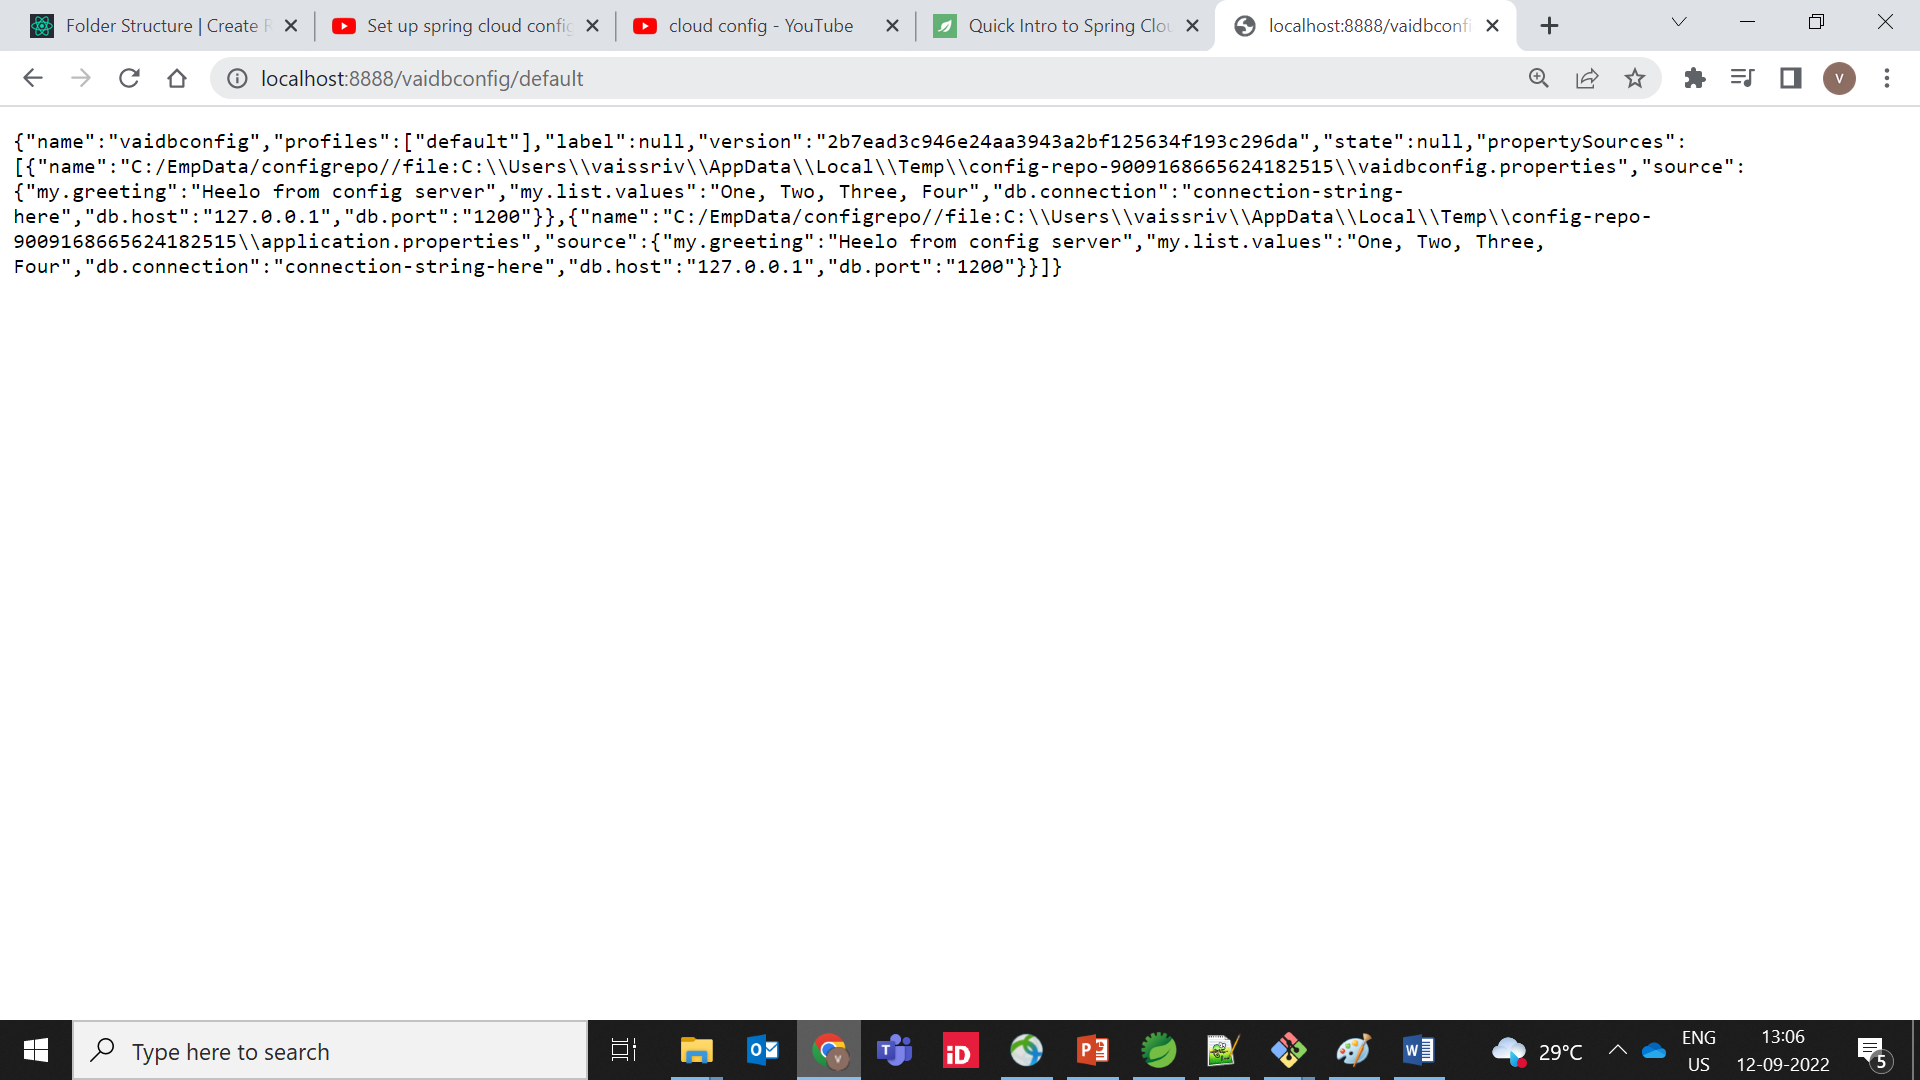 Folder Structure | Create R
Set up spring cloud config
cloud config - YouTube
Quick Intro to Spring Clou
localhost:8888/vaidbconfi
localhost:8888/vaidbconfig/default
V
{"name":"vaidbconfig","profiles":["default"],"label":null,"version":"2b7ead3c946e24aa3943a2bf125634f193c296da","state":null,"propertySources":
[{"name":"C:/EmpData/configrepo//file:C:\\Users\\vaissriv\\AppData\\Local\\Temp\\config-repo-9009168665624182515\\vaidbconfig.properties","source":
{"my.greeting":"Heelo from config server","my.list.values":"One, Two, Three, Four","db.connection":"connection-string-
here","db.host":"127.0.0.1","db.port":"1200"}},{"name":"C:/EmpData/configrepo//file:C:\\Users\\vaissriv\\AppData\\Local\\Temp\\config-repo-
9009168665624182515\\application.properties","source":{"my.greeting":"Heelo from config server","my.list.values":"One, Two, Three,
Four","db.connection":"connection-string-here","db.host":"127.0.0.1","db.port":"1200"}}]}
Type here to search
29°C
ENG
US
13:06
12-09-2022
5